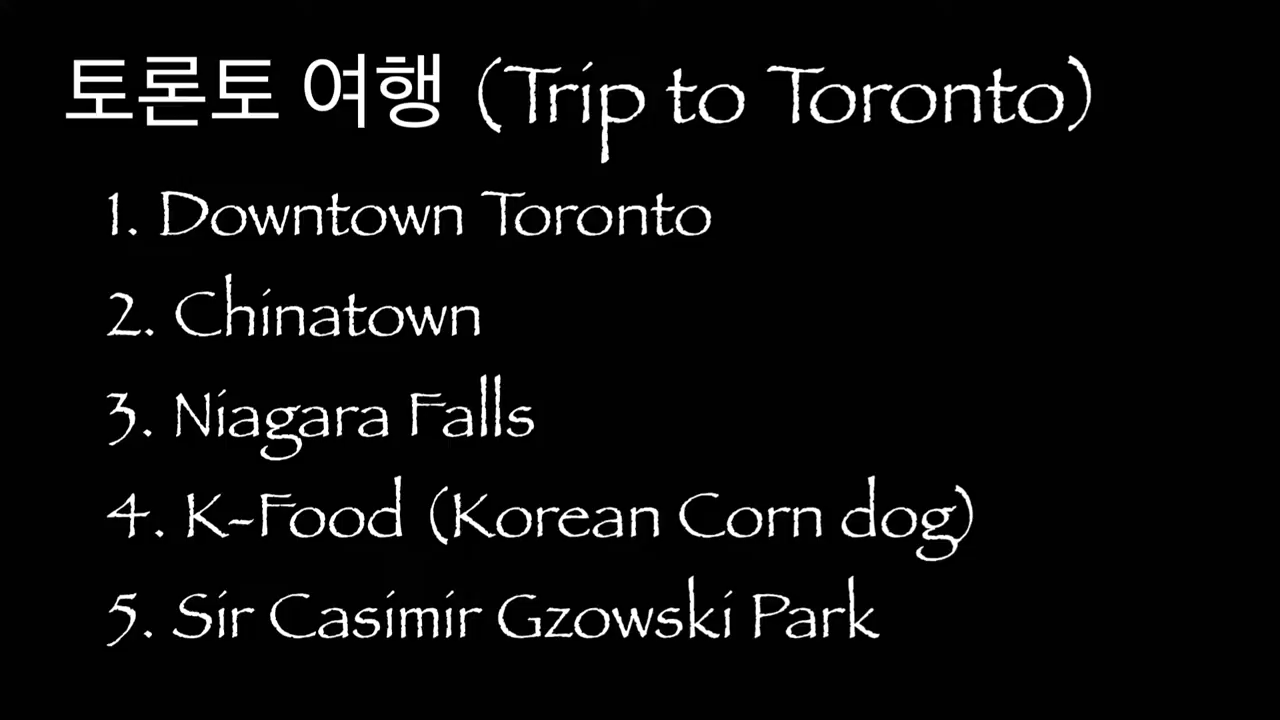 토론토 여행 (Trip to Toronto)
1. Downtown Toronto
2. Chinatown
3. Niagara Falls
4. K-Food (Korean Corn dog)
5. Sir Casimir Gzowski Park